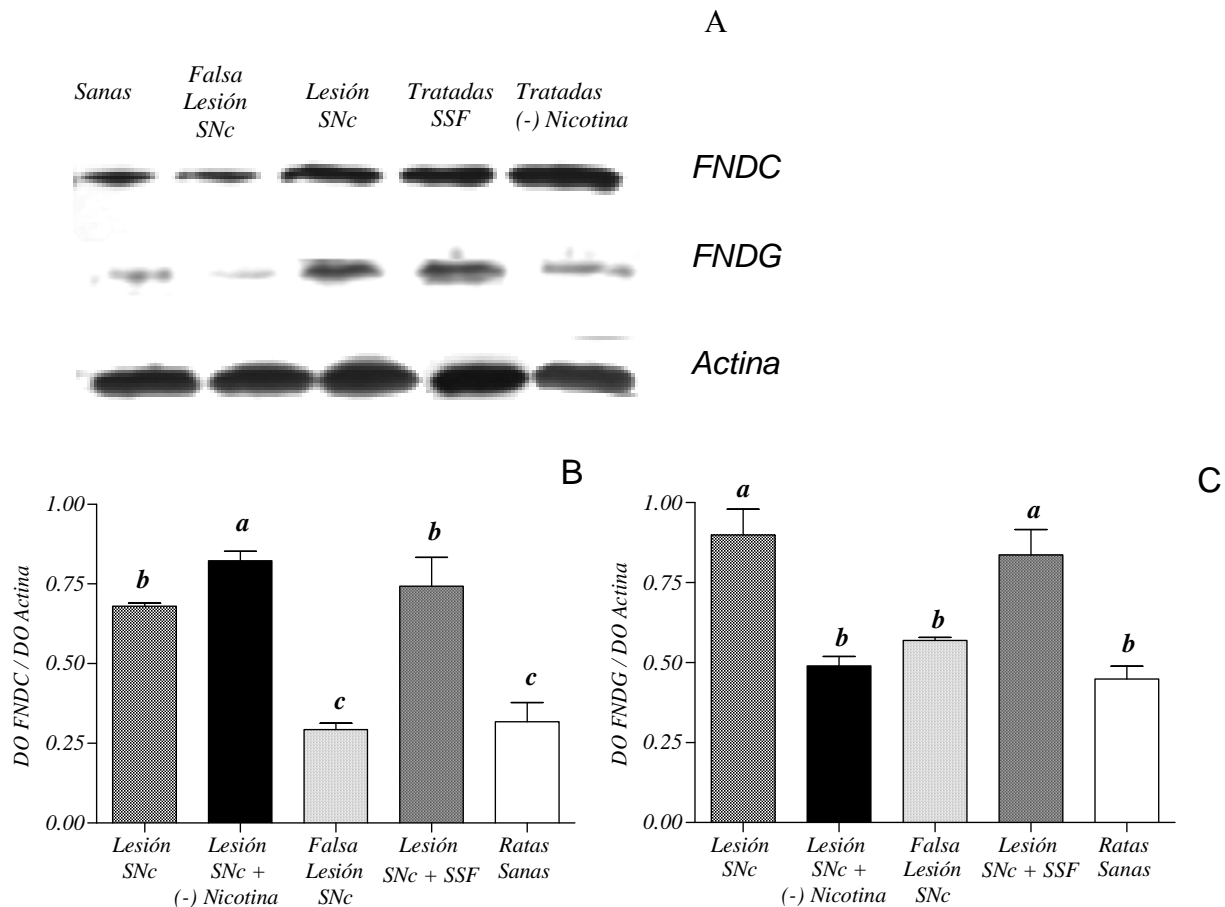 A
Sanas
Falsa
Lesión
SNc
Lesión
SNc
Tratadas
SSF
Tratadas
(-) Nicotina
FNDC
FNDG
Actina
B
1.00
0.75
0.50
0.25
0.00
DO FNDC / DO Actina
b
a
c
b
c
Lesión
SNc
Lesión
SNc +
(-) Nicotina
Falsa
Lesión
SNc
Lesión
SNc + SSF
Ratas
Sanas
C
1.00
0.75
0.50
0.25
0.00
DO FNDG / DO Actina
a
b
b
a
b
Lesión
SNc
Lesión
SNc +
(-) Nicotina
Falsa
Lesión
SNc
Lesión
SNc + SSF
Ratas
Sanas